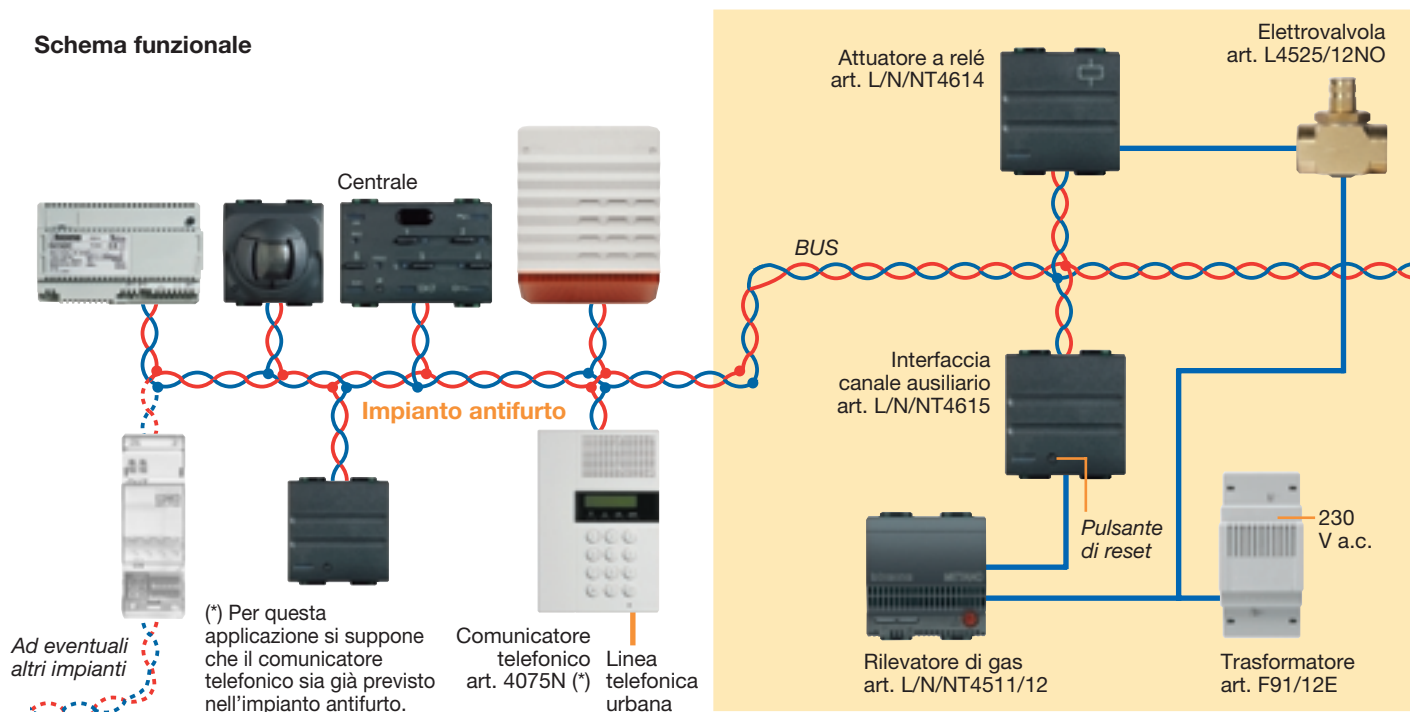 Schema funzionale
Centrale
Impianto antifurto
Ad eventuali
altri impianti
(*) Per questa
applicazione si suppone
che il comunicatore
telefonico sia già previsto
nell'impianto antifurto.
Comunicatore
telefonico
art. 4075N (*)
Linea
telefonica
urbana
Attuatore a relé
art. L/N/NT4614
Elettrovalvola
art. L4525/12NO
BUS
Interfaccia
canale ausiliario
art. L/N/NT4615
Pulsante
di reset
230
V a.c.
METANO
Rilevatore di gas
art. L/N/NT4511/12
Trasformatore
art. F91/12E